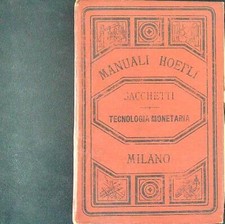 MANUALI HOEPLI
SACCHETTI
TECNOLOGIA MONETARIA
MILANO